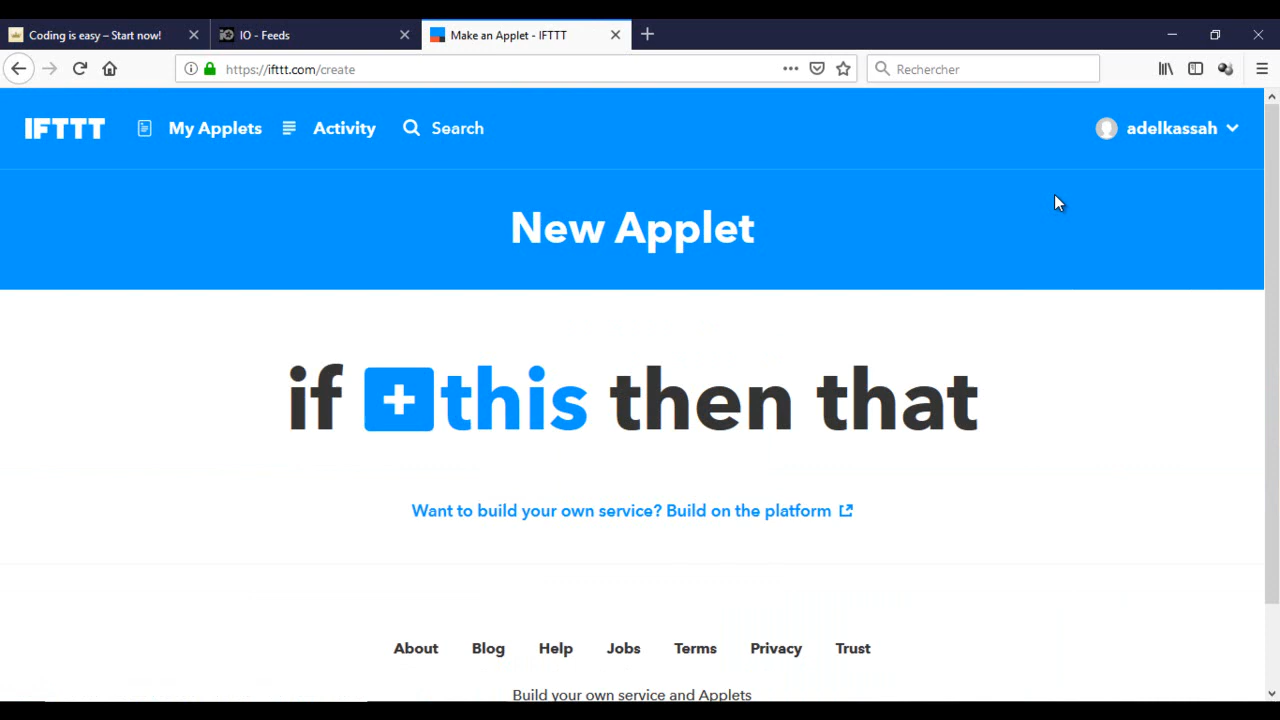 Coding is easy – Start now!
IO - Feeds
Make an Applet - IFTTT
https://ifttt.com/create
Rechercher
IFTTT
My Applets
Activity
Search
adelkassah
New Applet
if +this then that
Want to build your own service? Build on the platform
About Blog Help Jobs Terms Privacy Trust
Build your own service and Applets